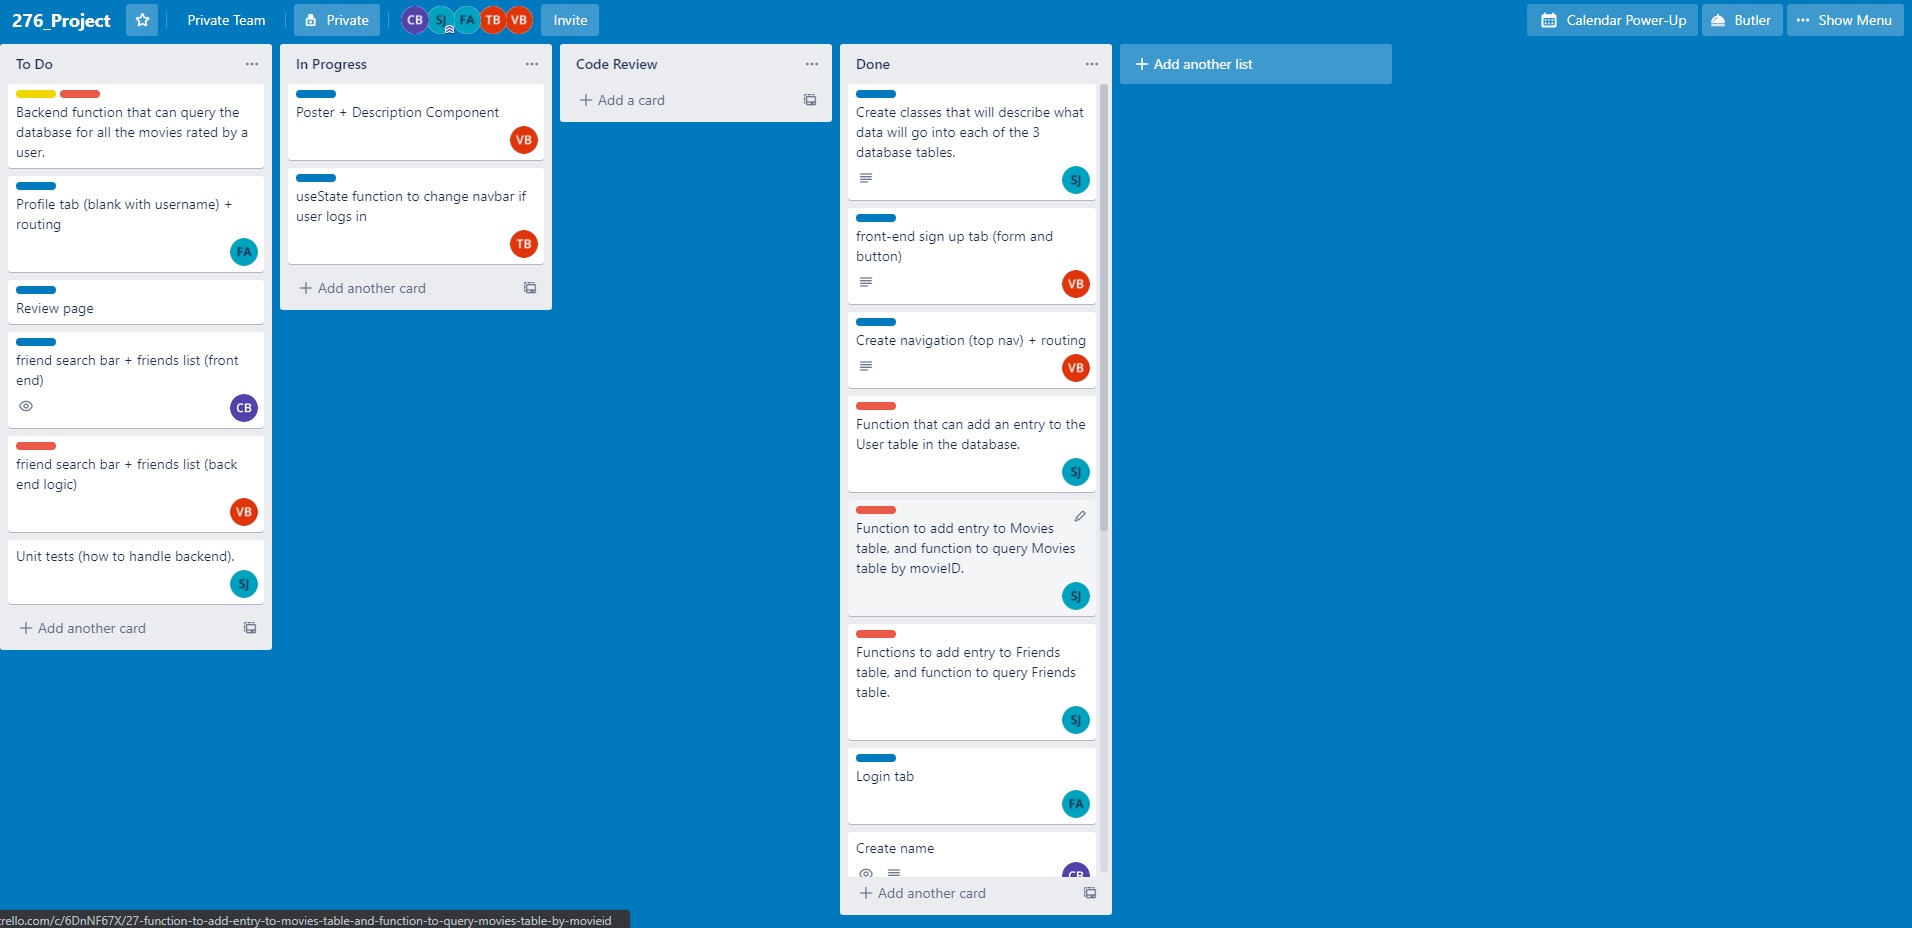 276_Project
Private Team
Private
CB SJ FA TB VB
Invite
Calendar Power-Up
Butler
Show Menu
To Do
Backend function that can query the
database for all the movies rated by a
user.
Profile tab (blank with username) +
routing
FA
Review page
friend search bar + friends list (front
end)
CB
friend search bar + friends list (back
end logic)
VB
Unit tests (how to handle backend).
SJ
+ Add another card
In Progress
Poster + Description Component
VB
useState function to change navbar if
user logs in
TB
+ Add another card
Code Review
+ Add a card
Done
Create classes that will describe what
data will go into each of the 3
database tables.
SJ
front-end sign up tab (form and
button)
VB
Create navigation (top nav) + routing
VB
Function that can add an entry to the
User table in the database.
SJ
Function to add entry to Movies
table, and function to query Movies
table by movieID.
SJ
Functions to add entry to Friends
table, and function to query Friends
table.
SJ
Login tab
FA
Create name
CB
+ Add another card
+ Add another list
rello.com/c/6DnNF67X/27-function-to-add-entry-to-movies-table-and-function-to-query-movies-table-by-movieid